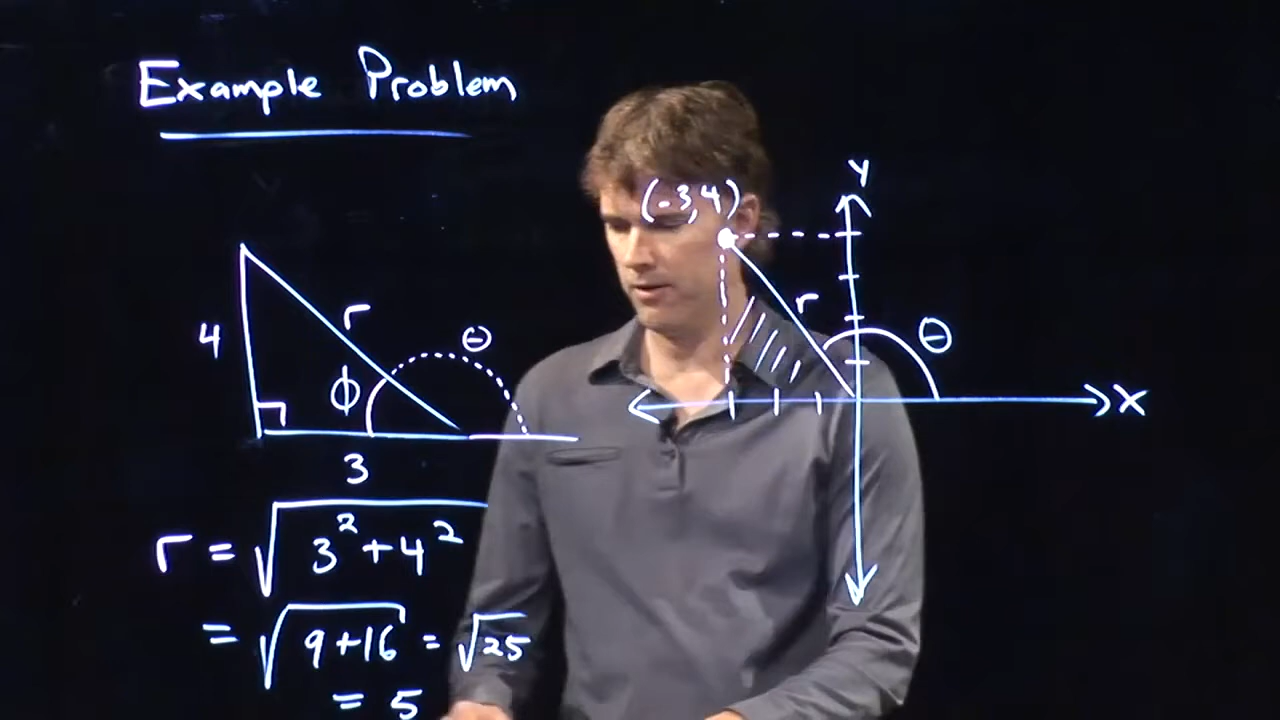 Example Problem
4
r
ϕ
θ
3
r = √3² + 4²
= √9+16 = √25
= 5
(-3,4)
y
r
θ
x